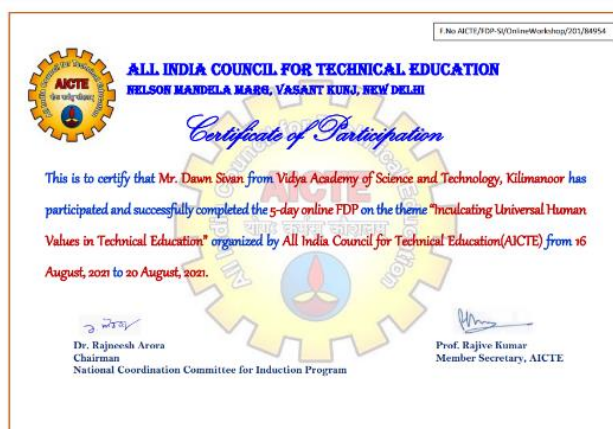 F.No AICTE/FDP-SI/OnlineWorkshop/201/84954
AICTE
ALL INDIA COUNCIL FOR TECHNICAL EDUCATION
NELSON MANDELA MARG, VASANT KUNJ, NEW DELHI
Certificate of Participation
This is to certify that Mr. Dawn Sivan from Vidya Academy of Science and Technology, Kilimanoor has
participated and successfully completed the 5-day online FDP on the theme "Inculcating Universal Human
Values in Technical Education" organized by All India Council for Technical Education(AICTE) from 16
August, 2021 to 20 August, 2021.
Dr. Rajneesh Arora
Chairman
National Coordination Committee for Induction Program
Prof. Rajive Kumar
Member Secretary, AICTE